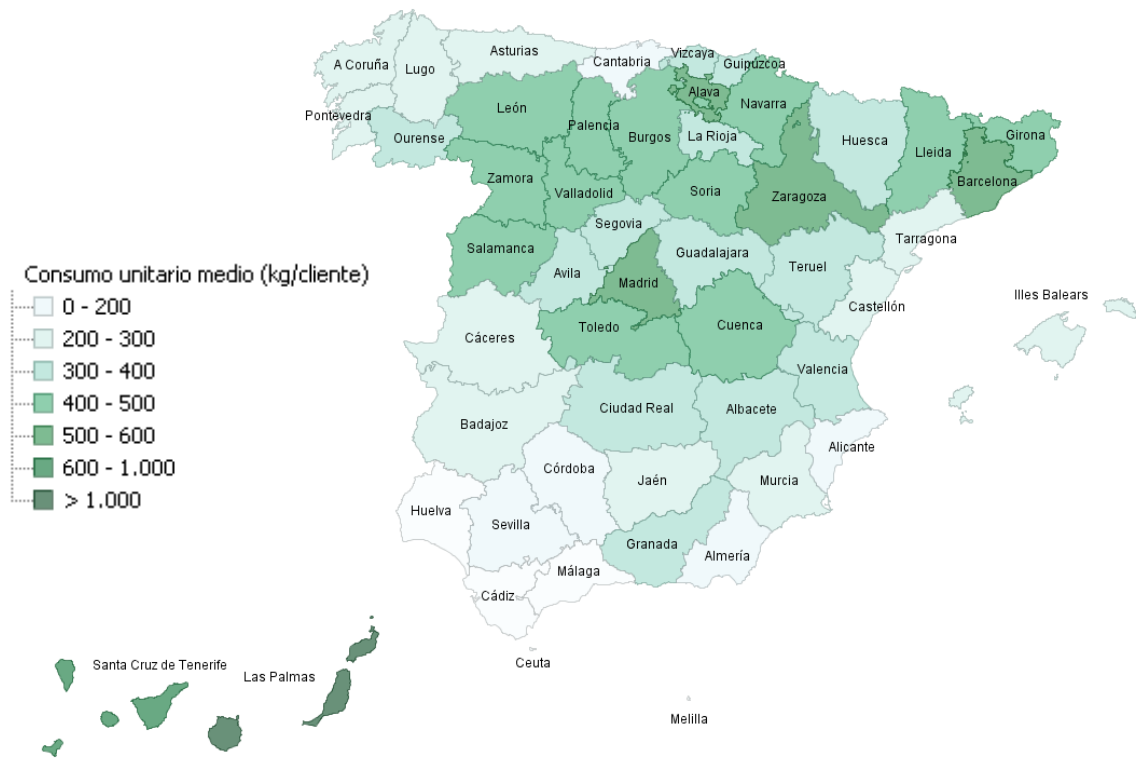 Asturias
Cantabria
Vizcaya
Guipúzcoa
A Coruña
Lugo
Alava
Navarra
León
Pontevedra
Ourense
Palencia
Burgos
La Rioja
Huesca
Lleida
Girona
Zamora
Valladolid
Soria
Zaragoza
Barcelona
Segovia
Salamanca
Avila
Guadalajara
Teruel
Tarragona
Madrid
Castellón
Illes Balears
Consumo unitario medio (kg/cliente)
0 - 200
200 - 300
300 - 400
400 - 500
500 - 600
600 - 1.000
> 1.000
Cáceres
Toledo
Cuenca
Valencia
Badajoz
Ciudad Real
Albacete
Alicante
Córdoba
Jaén
Murcia
Huelva
Sevilla
Granada
Almería
Málaga
Cádiz
Ceuta
Melilla
Santa Cruz de Tenerife
Las Palmas